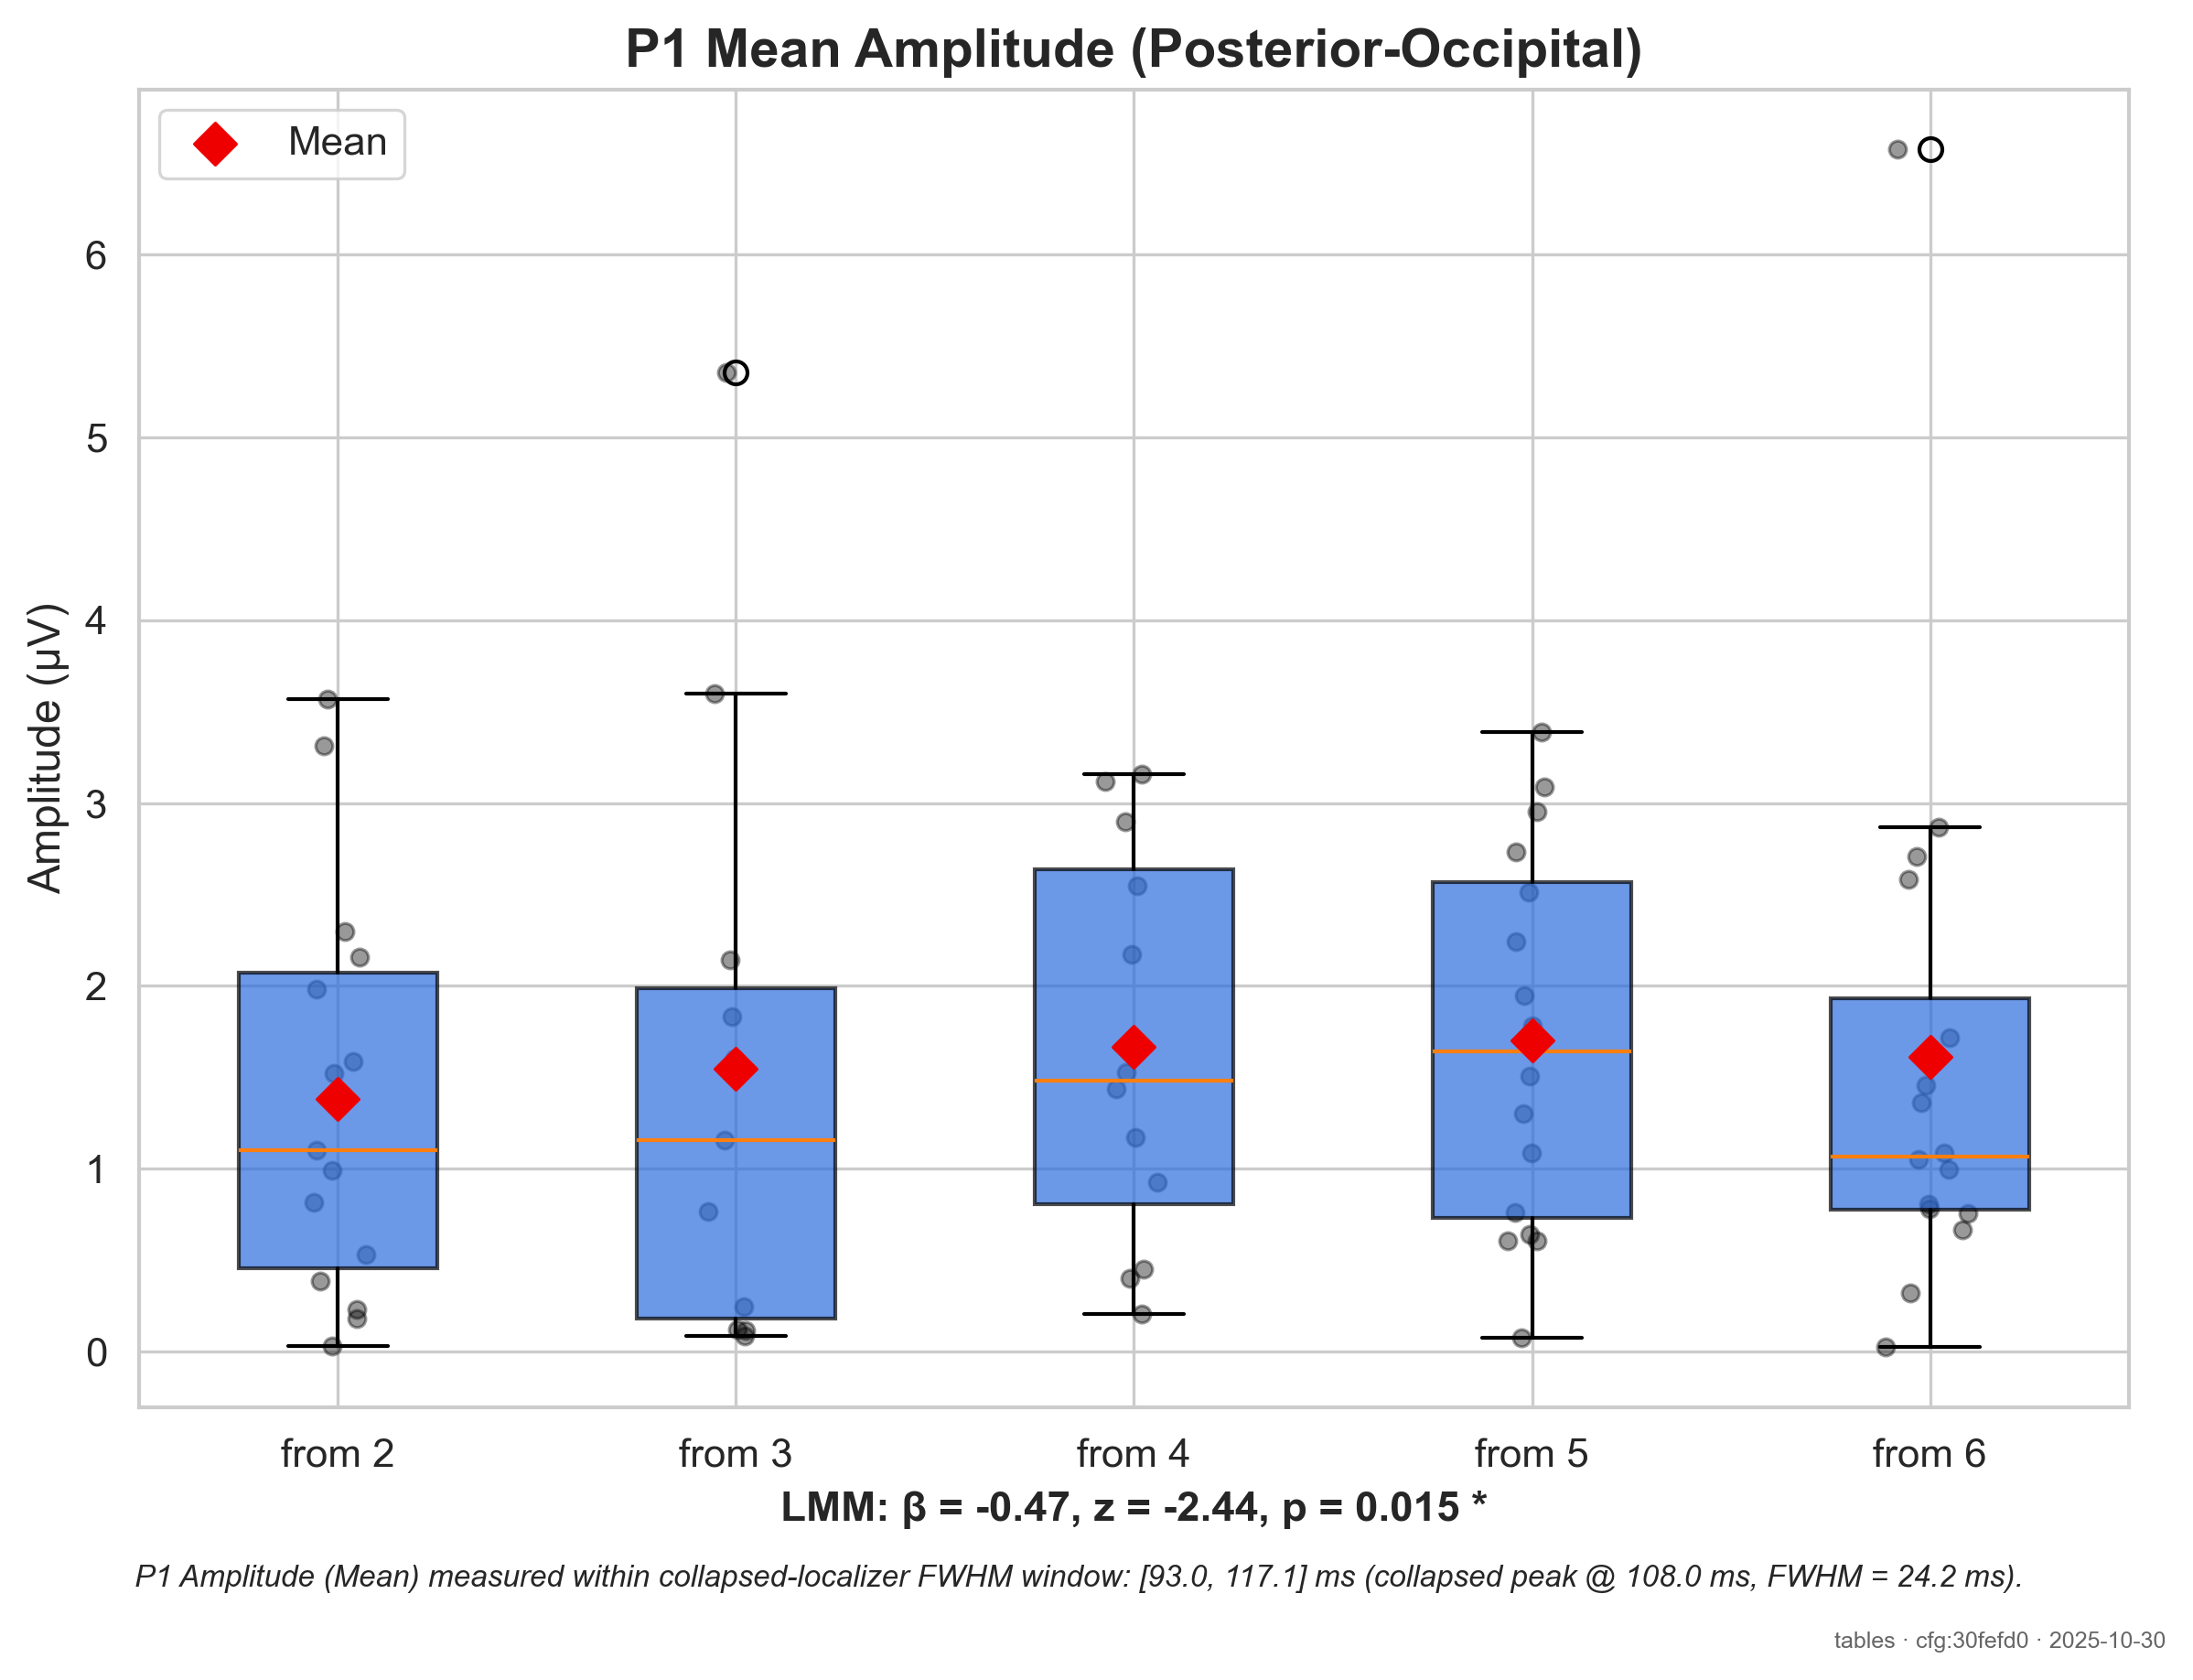 P1 Mean Amplitude (Posterior-Occipital)
Mean
Amplitude (µV)
6
5
4
3
2
1
0
from 2 from 3 from 4 from 5 from 6
LMM: β = -0.47, z = -2.44, p = 0.015 *
P1 Amplitude (Mean) measured within collapsed-localizer FWHM window: [93.0, 117.1] ms (collapsed peak @ 108.0 ms, FWHM = 24.2 ms).
tables · cfg:30fefd0 · 2025-10-30